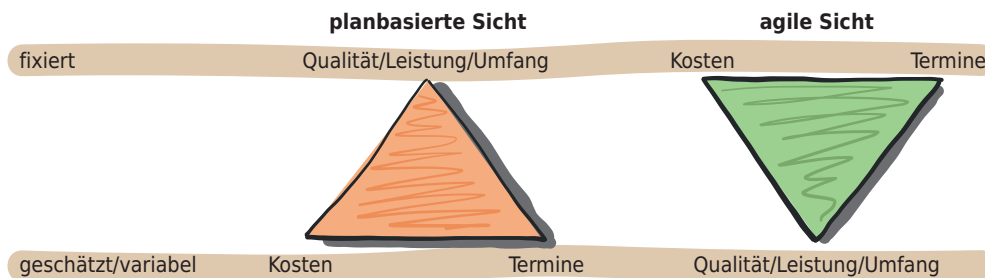 planbasierte Sicht agile Sicht
fixiert Qualität/Leistung/Umfang Kosten Termine
geschätzt/variabel Kosten Termine Qualität/Leistung/Umfang